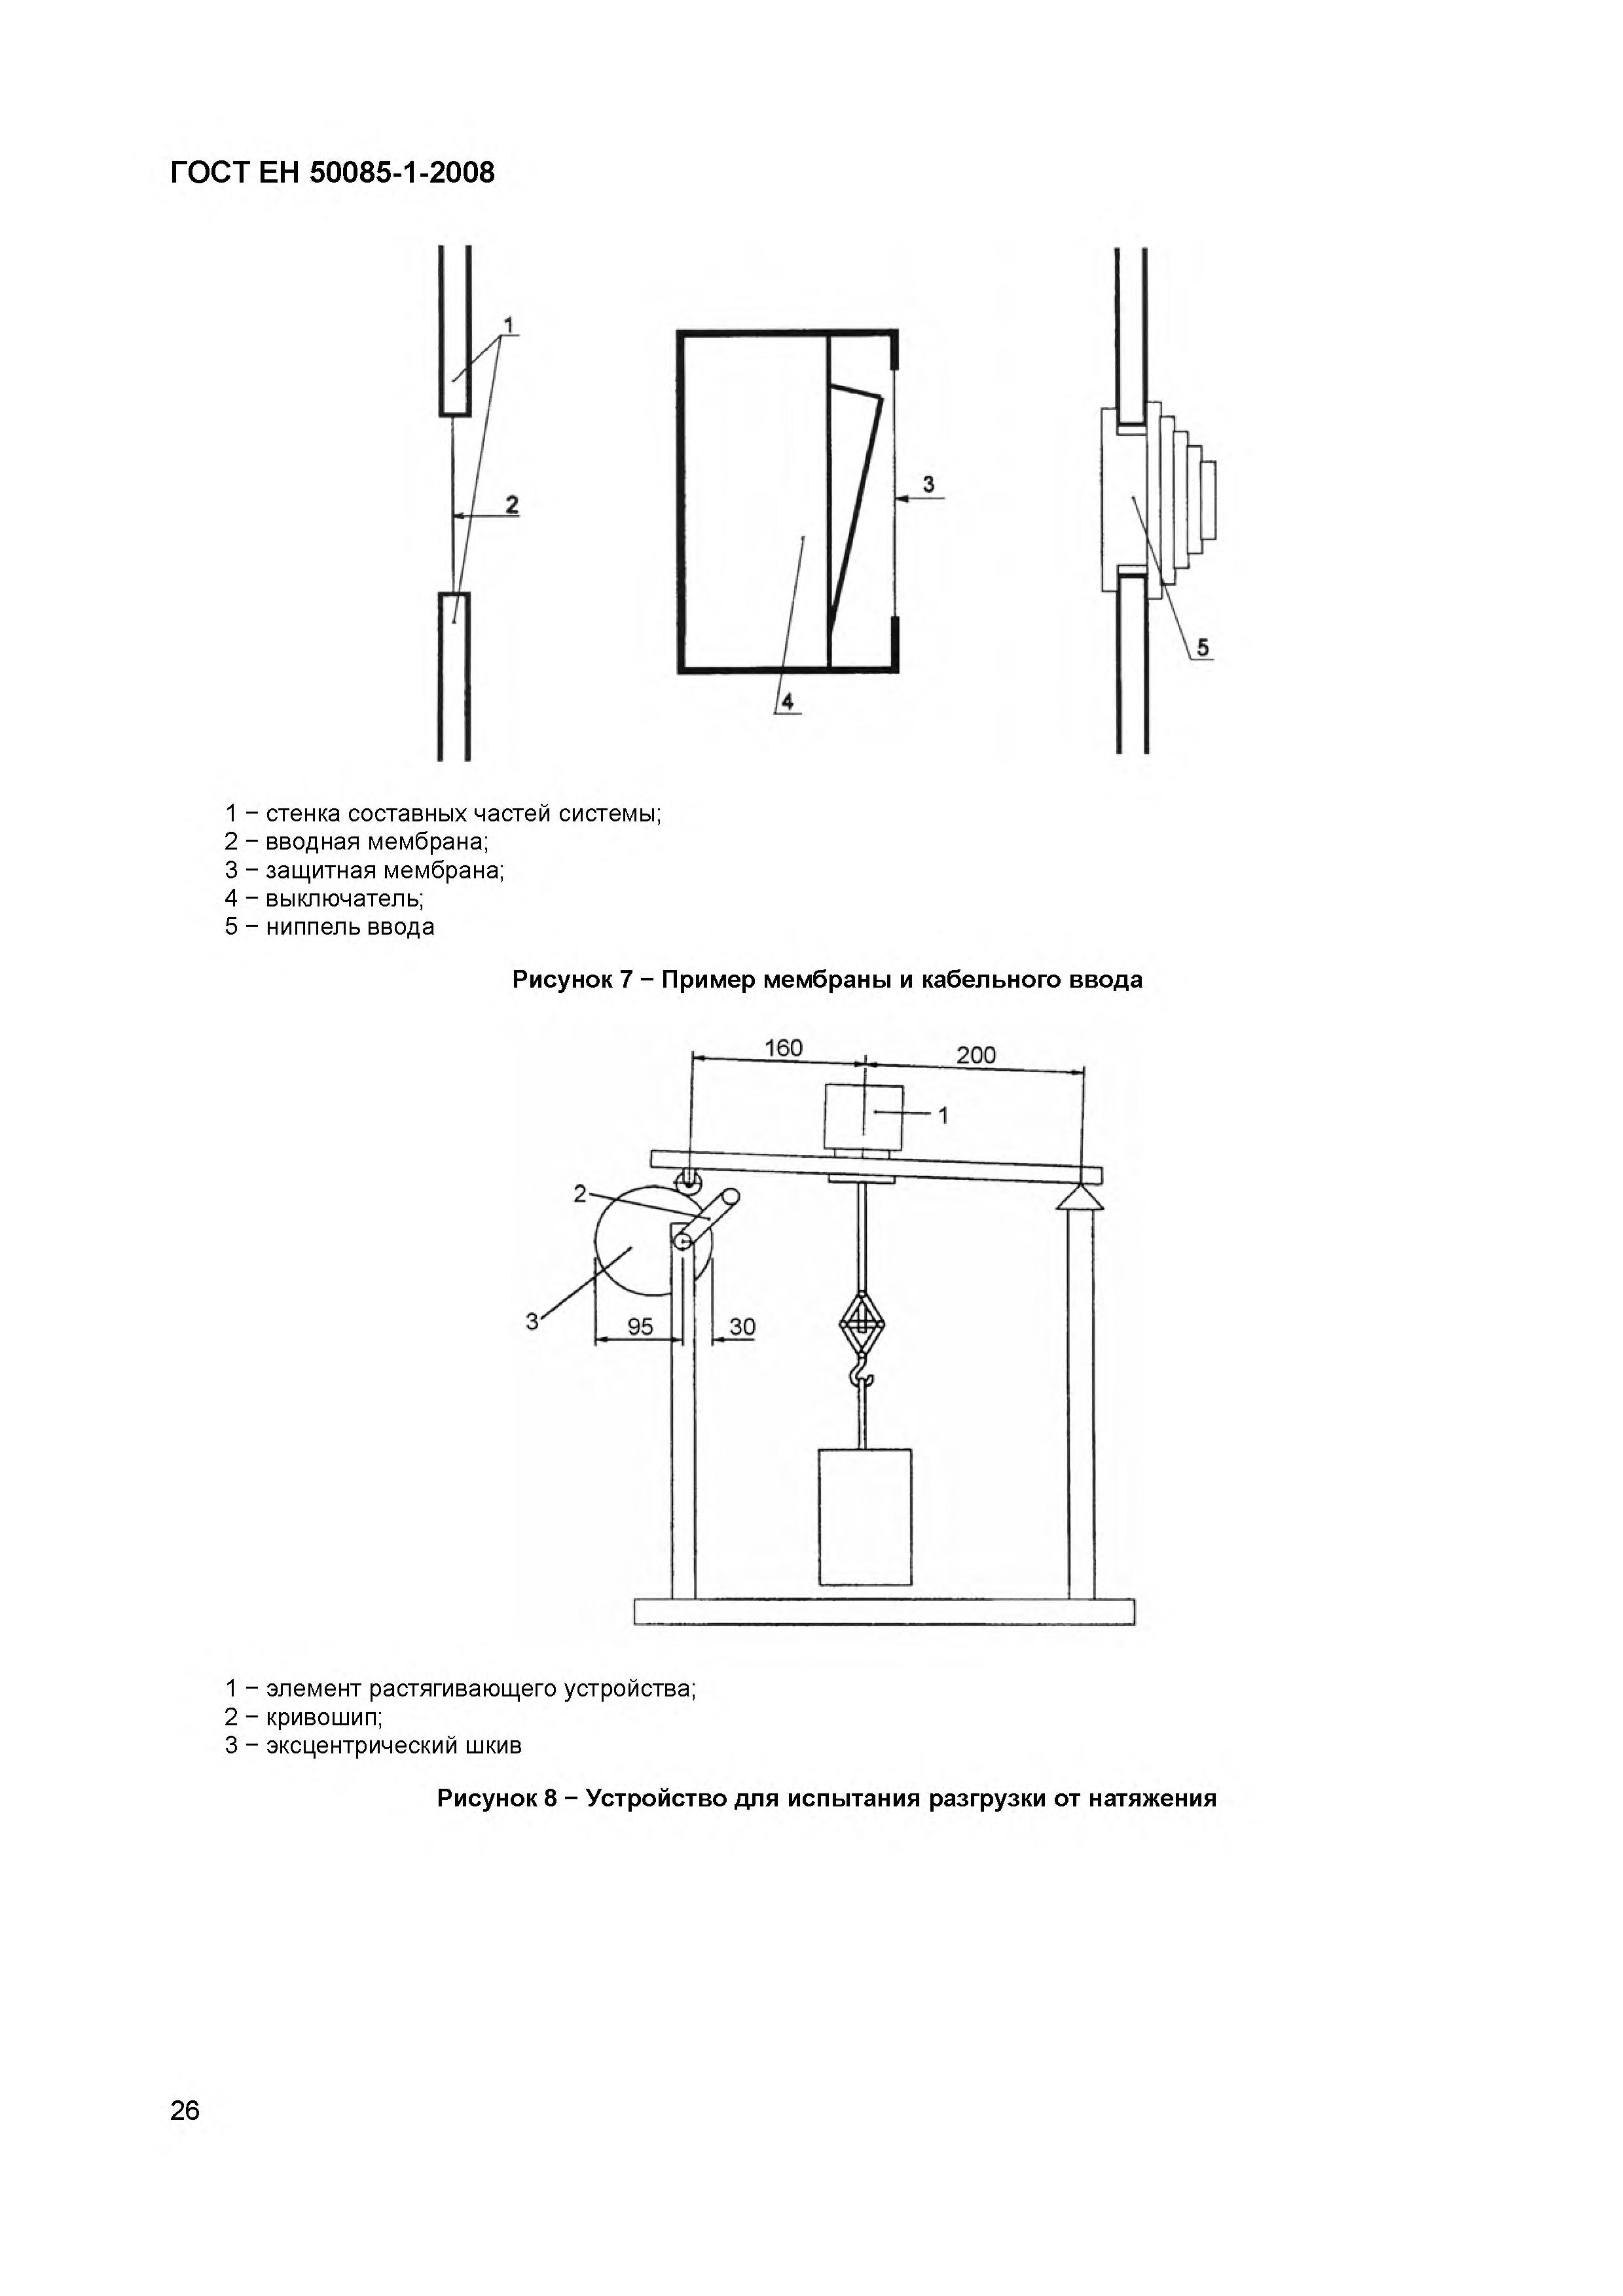 ГОСТ ЕН 50085-1-2008
1
2
3
4
5
1 − стенка составных частей системы;
2 − вводная мембрана;
3 − защитная мембрана;
4 − выключатель;
5 − ниппель ввода
Рисунок 7 − Пример мембраны и кабельного ввода
160
200
1
2
3
95
30
1 − элемент растягивающего устройства;
2 − кривошип;
3 − эксцентрический шкив
Рисунок 8 − Устройство для испытания разгрузки от натяжения
26